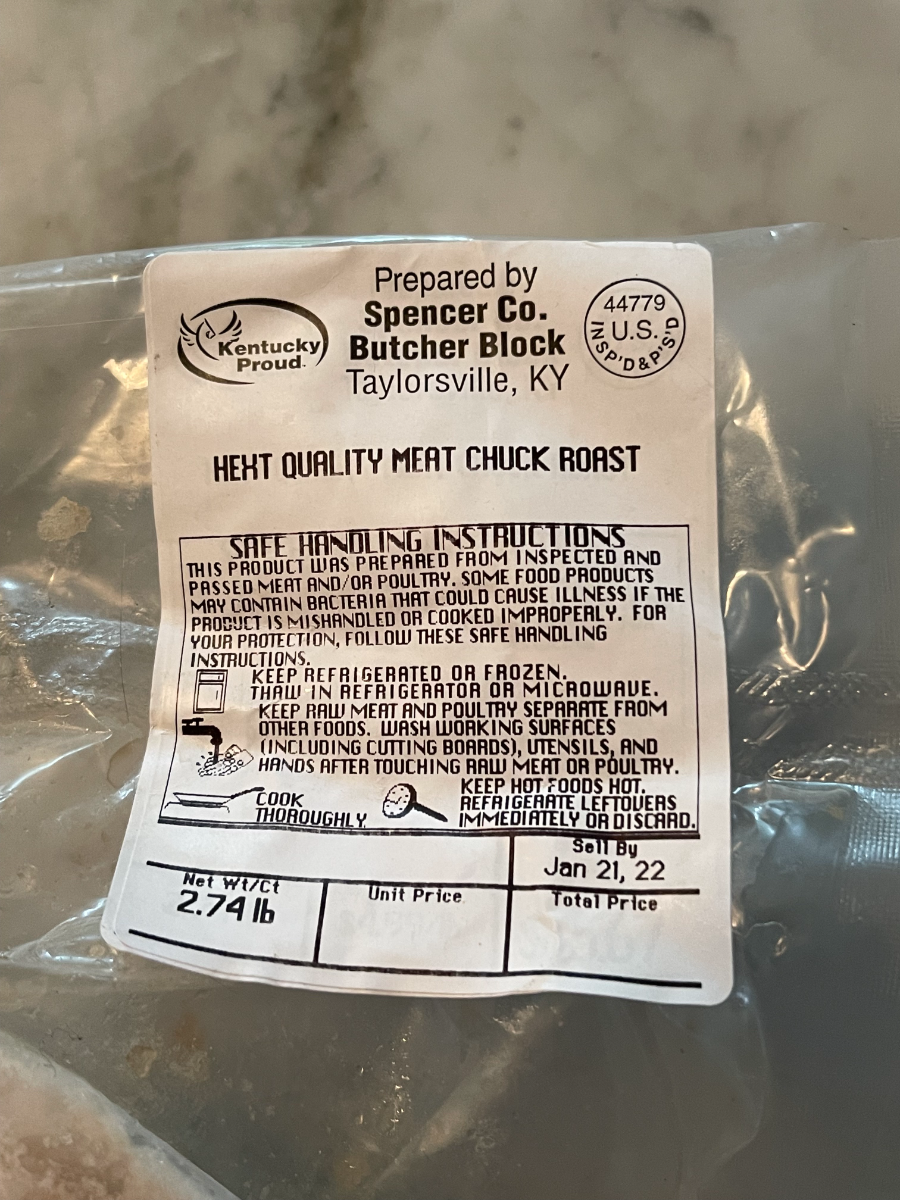 Prepared by
Spencer Co.
Butcher Block
Taylorsville, KY
Kentucky
Proud
44779
U.S.
INSP'D&P'S'D
HEXT QUALITY MEAT CHUCK ROAST
SAFE HANDLING INSTRUCTIONS
THIS PRODUCT WAS PREPARED FROM INSPECTED AND
PASSED MEAT AND/OR POULTRY. SOME FOOD PRODUCTS
MAY CONTAIN BACTERIA THAT COULD CAUSE ILLNESS IF THE
PRODUCT IS MISHANDLED OR COOKED IMPROPERLY. FOR
YOUR PROTECTION, FOLLOW THESE SAFE HANDLING
INSTRUCTIONS.
KEEP REFRIGERATED OR FROZEN.
THAW IN REFRIGERATOR OR MICROWAVE.
KEEP RAW MEAT AND POULTRY SEPARATE FROM
OTHER FOODS. WASH WORKING SURFACES
(INCLUDING CUTTING BOARDS), UTENSILS, AND
HANDS AFTER TOUCHING RAW MEAT OR POULTRY.
COOK
THOROUGHLY
KEEP HOT FOODS HOT.
REFRIGERATE LEFTOVERS
IMMEDIATELY OR DISCARD.
Sell By
Jan 21, 22
Net Wt/Ct
2.74 lb
Unit Price
Total Price